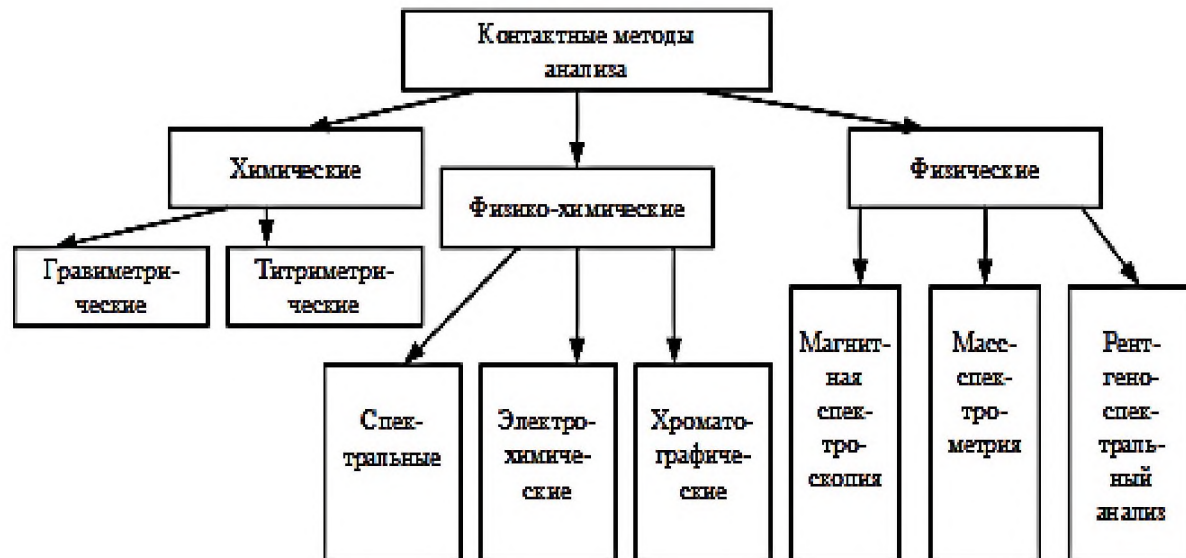 Контактные методы
анализа
Химические
Физико-химические
Физические
Гравиметри-
ческие
Титриметри-
ческие
Спек-
тральные
Электро-
химиче-
ские
Хромато-
графиче-
ские
Магнит-
ная
спек-
тро-
скопия
Масс-
спек-
тро-
метрия
Рент-
гено-
спек-
траль-
ный
анализ